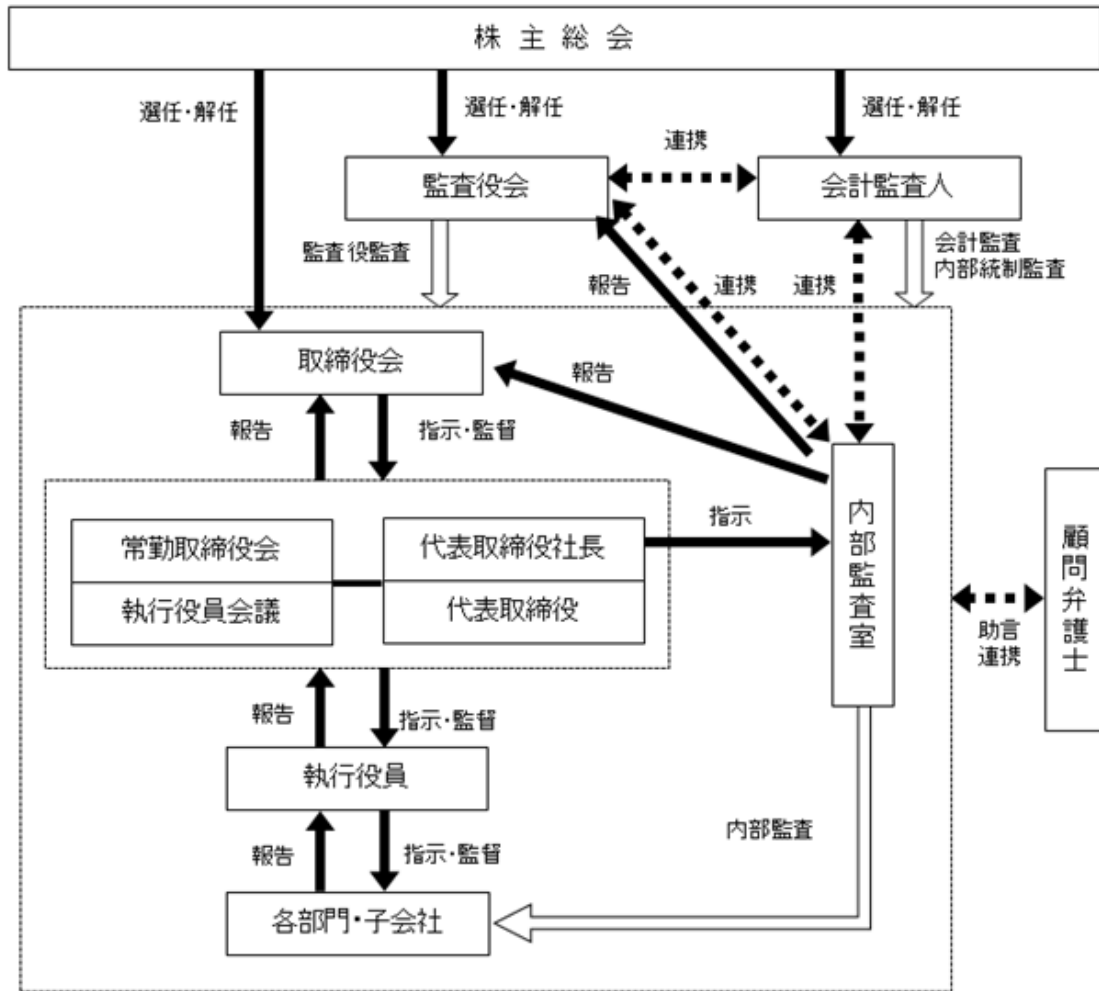 株主総会
選任・解任
選任・解任
選任・解任
連携
監査役会
会計監査人
監査役監査
会計監査
内部統制監査
報告
連携
連携
取締役会
報告
報告
指示・監督
常勤取締役会
執行役員会議
代表取締役社長
代表取締役
指示
内部監査室
顧問弁護士
助言
連携
報告
指示・監督
執行役員
内部監査
報告
指示・監督
各部門・子会社